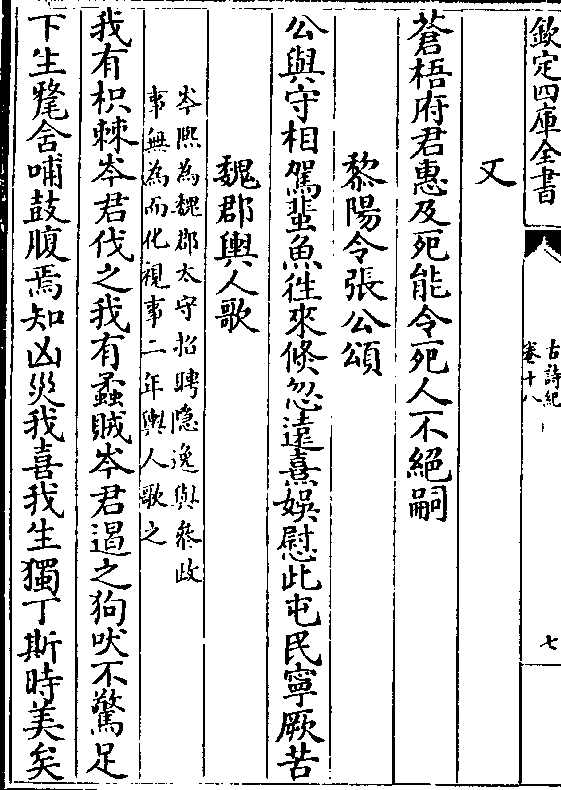 欽定四庫全書
古詩紀
卷十八
七
又
蒼梧府君惠及死能令死人不絕嗣
黎陽令張公頌
公與守相駕蜚魚徃來倏忽遠熹娛慰此屯民寧厥苦
魏郡輿人歌
岑熙為魏郡太守招聘隱逸與參政
事無為而化視事二年輿人歌之
我有枳棘岑君伐之我有蟊賊岑君遏之狗吠不驚足
下生氂含哺鼓腹焉知凶災我喜我生獨丁斯時美矣